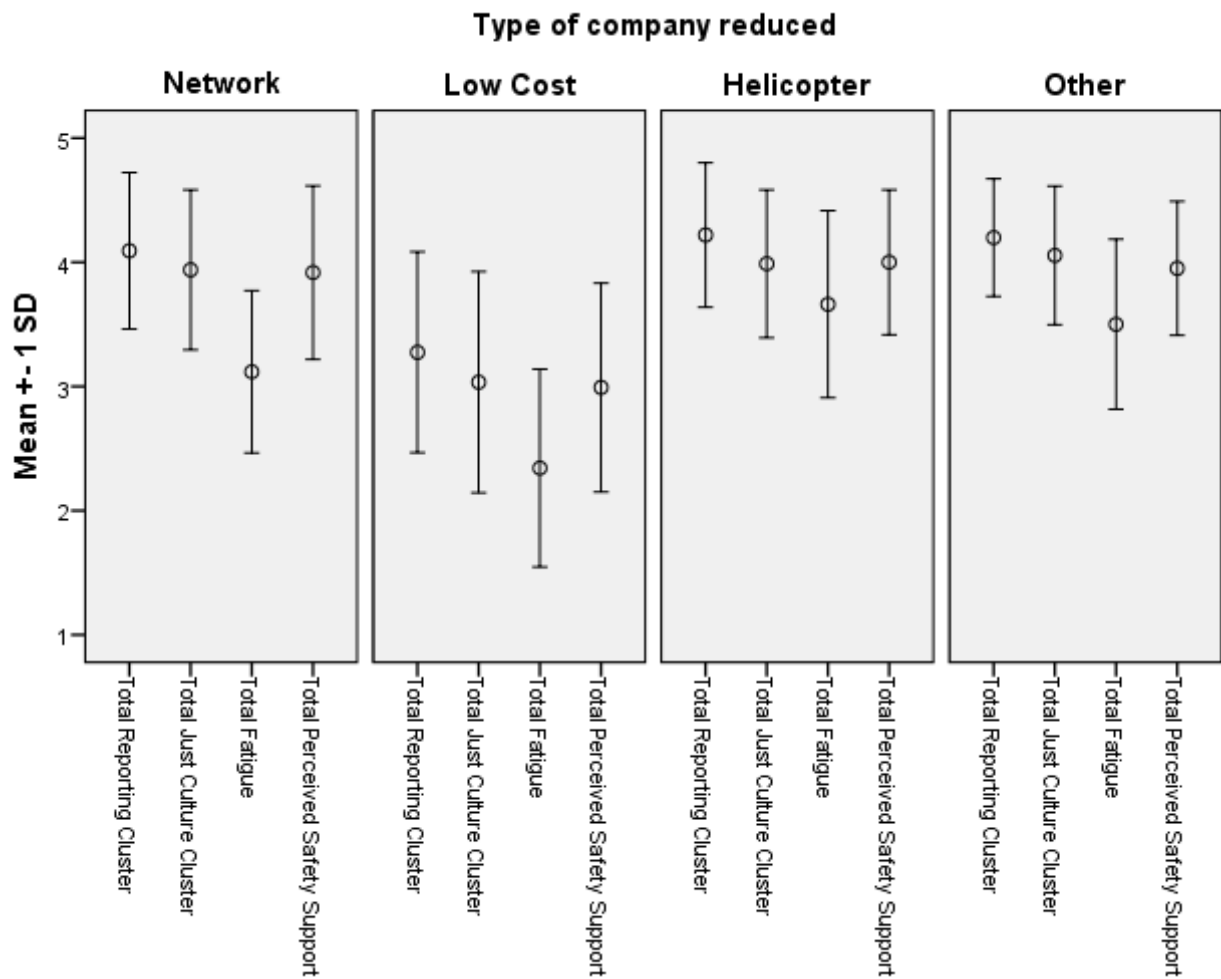 Type of company reduced
Network
Low Cost
Helicopter
Other
Mean +- 1 SD
5
4
3
2
1
Total Reporting Cluster
Total Just Culture Cluster
Total Fatigue
Total Perceived Safety Support
Total Reporting Cluster
Total Just Culture Cluster
Total Fatigue
Total Perceived Safety Support
Total Reporting Cluster
Total Just Culture Cluster
Total Fatigue
Total Perceived Safety Support
Total Reporting Cluster
Total Just Culture Cluster
Total Fatigue
Total Perceived Safety Support